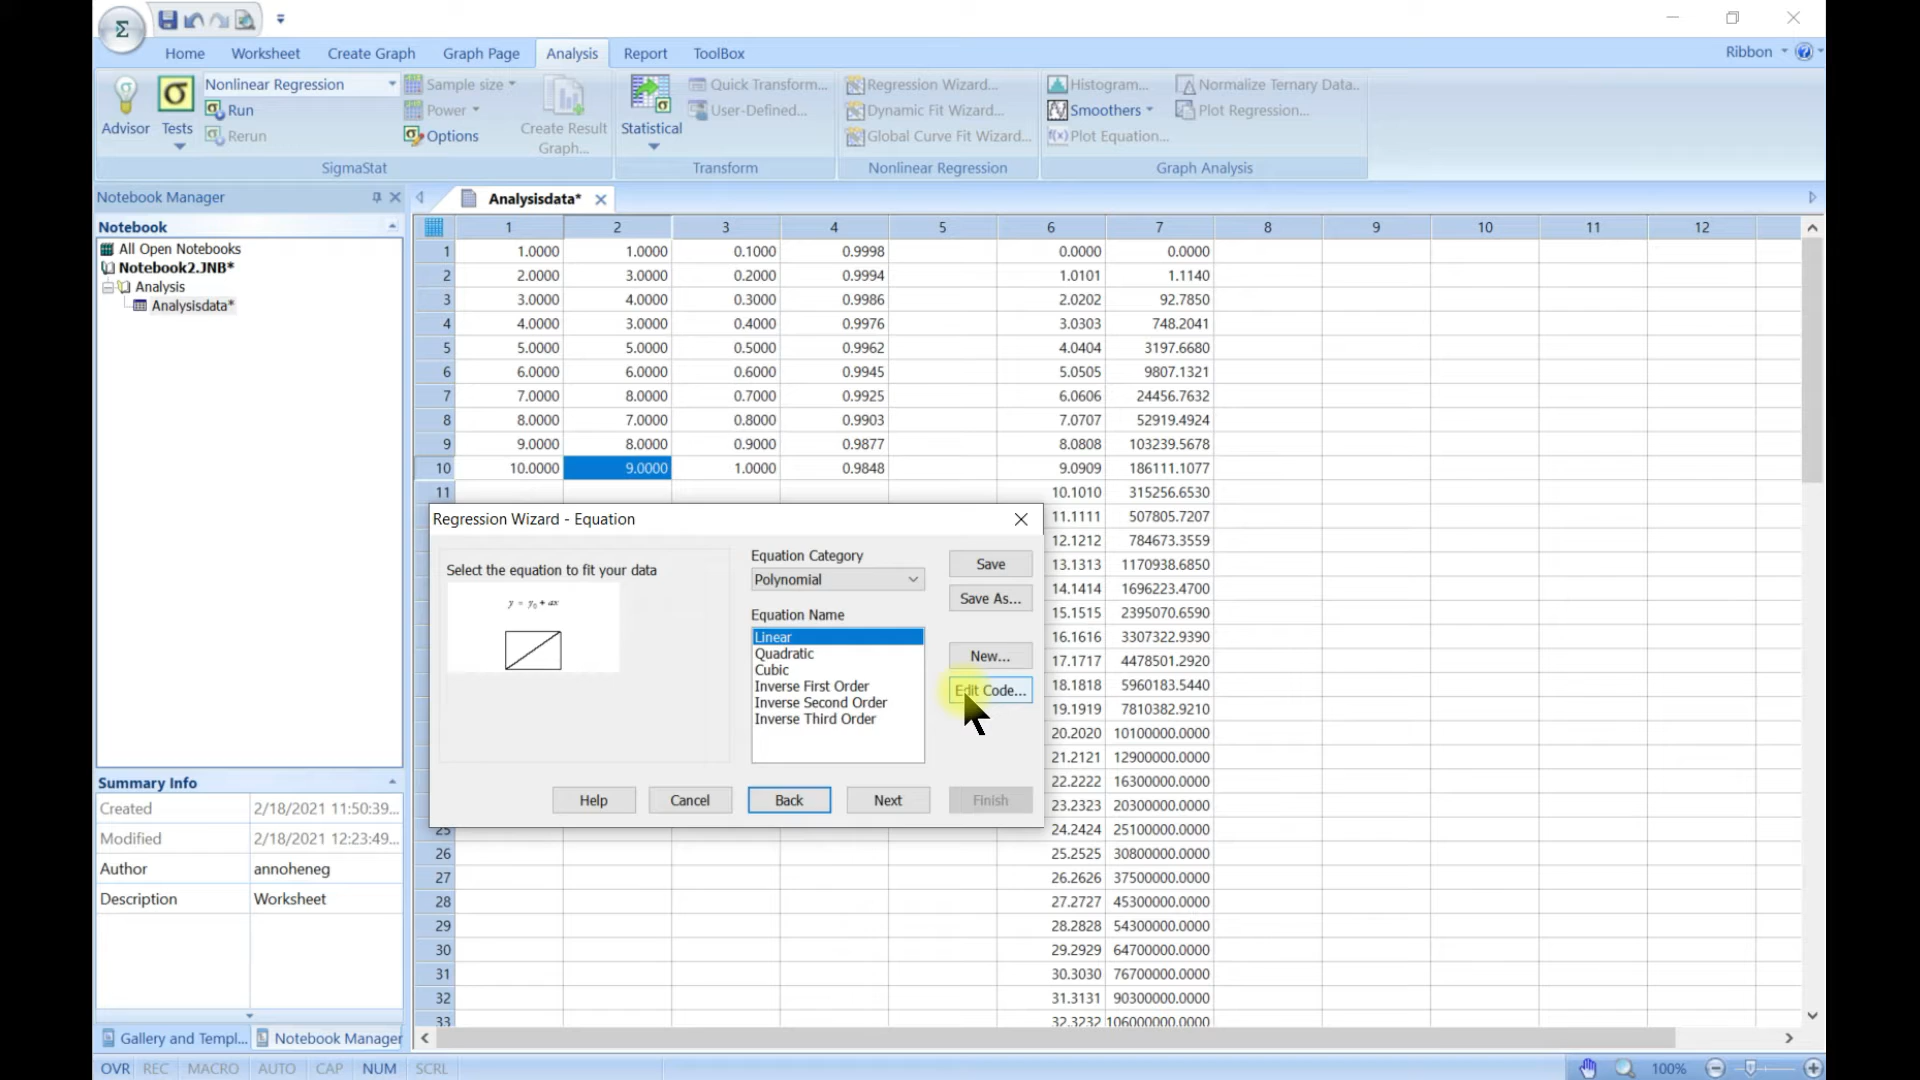 Σ
Home Worksheet Create Graph Graph Page Analysis Report ToolBox Ribbon
Advisor
σ Tests
Nonlinear Regression
Run
Rerun
Sample size
Power
Options
Create Result
Graph...
SigmaStat
Statistical
Quick Transform...
User-Defined...
Transform
Regression Wizard...
Dynamic Fit Wizard...
Global Curve Fit Wizard...
Nonlinear Regression
Histogram...
Smoothers
f(x) Plot Equation...
Normalize Ternary Data..
Plot Regression...
Graph Analysis
Notebook Manager
Notebook
All Open Notebooks
Notebook2.JNB*
Analysis
Analysisdata*
Summary Info
Created 2/18/2021 11:50:39...
Modified 2/18/2021 12:23:49...
Author annoheneg
Description Worksheet
Gallery and Templ... Notebook Manager
Analysisdata*
1 2 3 4 5 6 7 8 9 10 11 12
1 1.0000 1.0000 0.1000 0.9998 0.0000 0.0000
2 2.0000 3.0000 0.2000 0.9994 1.0101 1.1140
3 3.0000 4.0000 0.3000 0.9986 2.0202 92.7850
4 4.0000 3.0000 0.4000 0.9976 3.0303 748.2041
5 5.0000 5.0000 0.5000 0.9962 4.0404 3197.6680
6 6.0000 6.0000 0.6000 0.9945 5.0505 9807.1321
7 7.0000 8.0000 0.7000 0.9925 6.0606 24456.7632
8 8.0000 7.0000 0.8000 0.9903 7.0707 52919.4924
9 9.0000 8.0000 0.9000 0.9877 8.0808 103239.5678
10 10.0000 9.0000 1.0000 0.9848 9.0909 186111.1077
11 10.1010 315256.6530
11.1111 507805.7207
12.1212 784673.3559
13.1313 1170938.6850
14.1414 1696223.4700
15.1515 2395070.6590
16.1616 3307322.9390
17.1717 4478501.2920
18.1818 5960183.5440
19.1919 7810382.9210
20.2020 10100000.0000
21.2121 12900000.0000
22.2222 16300000.0000
23.2323 20300000.0000
25 24.2424 25100000.0000
26 25.2525 30800000.0000
27 26.2626 37500000.0000
28 27.2727 45300000.0000
29 28.2828 54300000.0000
30 29.2929 64700000.0000
31 30.3030 76700000.0000
32 31.3131 90300000.0000
33 32.3232 106000000.0000
Regression Wizard - Equation
Select the equation to fit your data
y = y₀ + ax
Equation Category
Polynomial
Equation Name
Linear
Quadratic
Cubic
Inverse First Order
Inverse Second Order
Inverse Third Order
Save
Save As...
New...
Edit Code...
Help Cancel Back Next Finish
OVR REC MACRO AUTO CAP NUM SCRL 100%